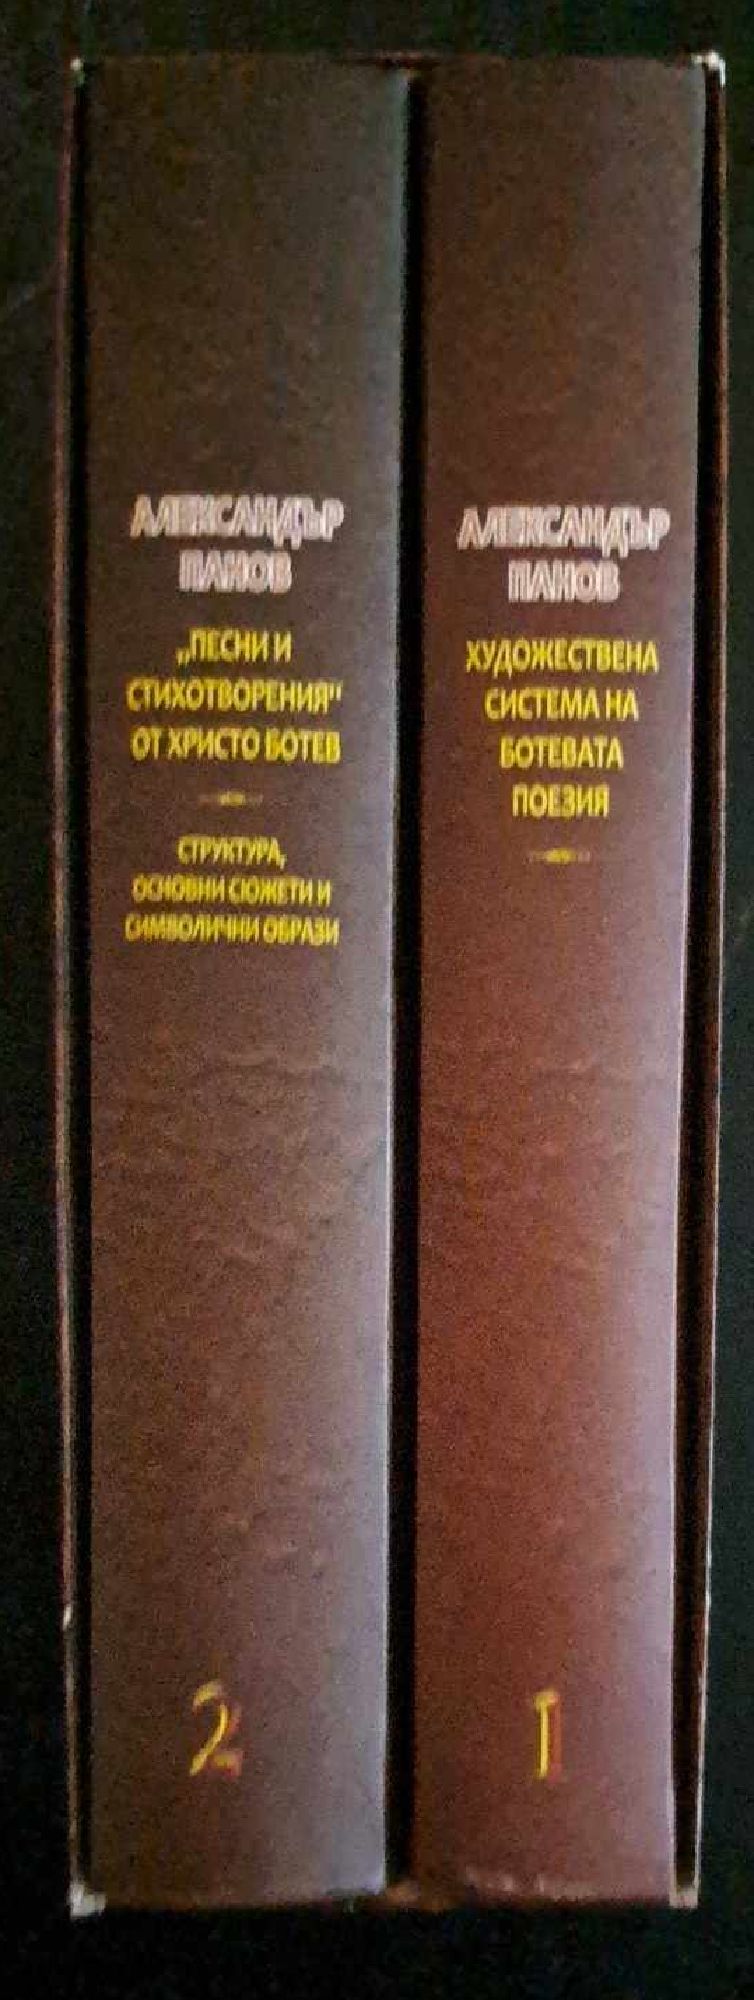 АЛЕКСАНДЪР
ПАНОВ
„ПЕСНИ И
СТИХОТВОРЕНИЯ"
ОТ ХРИСТО БОТЕВ
СТРУКТУРА,
ОСНОВНИ СЮЖЕТИ И
СИМВОЛИЧНИ ОБРАЗИ
2
АЛЕКСАНДЪР
ПАНОВ
ХУДОЖЕСТВЕНА
СИСТЕМА НА
БОТЕВАТА
ПОЕЗИЯ
1